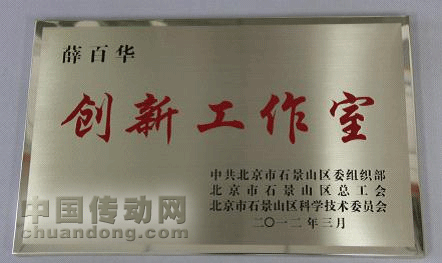 薛百华
创新工作室
中共北京市石景山区委组织部
北京市石景山区总工会
北京市石景山区科学技术委员会
二〇一二年三月
中国传动网
chuandong.com